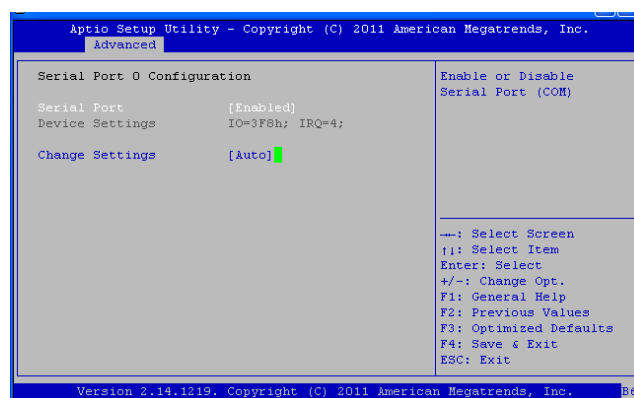 Aptio Setup Utility - Copyright (C) 2011 American Megatrends, Inc.
Advanced
Serial Port 0 Configuration
Serial Port [Enabled]
Device Settings IO=3F8h; IRQ=4;
Change Settings [Auto]
Enable or Disable
Serial Port (COM)
→←: Select Screen
↑↓: Select Item
Enter: Select
+/-: Change Opt.
F1: General Help
F2: Previous Values
F3: Optimized Defaults
F4: Save & Exit
ESC: Exit
Version 2.14.1219. Copyright (C) 2011 American Megatrends, Inc.